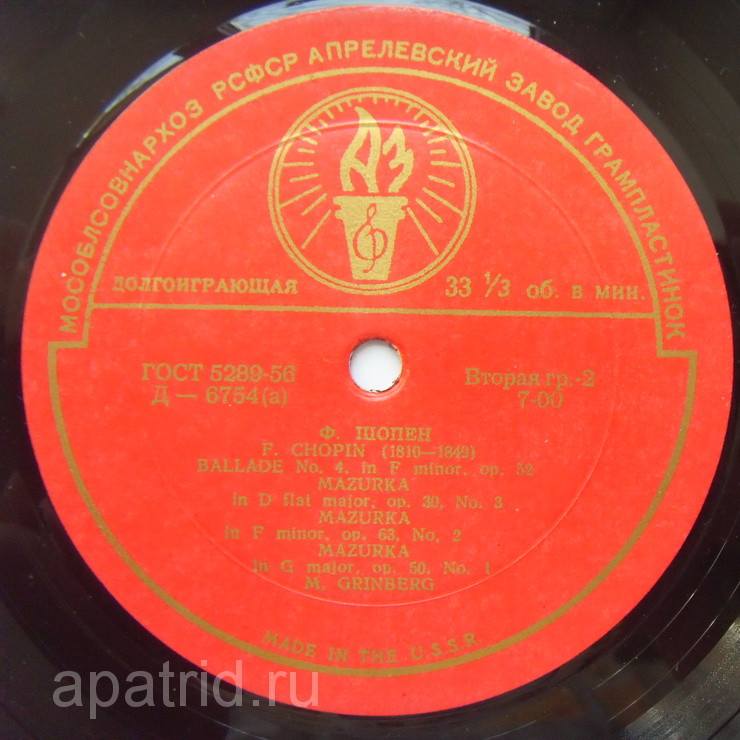 МОСОБЛСОВНАРХОЗ РСФСР АПРЕЛЕВСКИЙ ЗАВОД ГРАМПЛАСТИНОК
АЗ
ДОЛГОИГРАЮЩАЯ 33 1/3 об. в мин.
ГОСТ 5289-56 Вторая гр.-2
Д — 6754(а) 7-00
Ф. ШОПЕН
F. CHOPIN (1810—1849)
BALLADE No. 4, in F minor, op. 52
MAZURKA
in D flat major, op. 30, No. 3
MAZURKA
in F minor, op. 63, No. 2
MAZURKA
in G major, op. 50, No. 1
M. GRINBERG
MADE IN THE U.S.S.R.
apatrid.ru